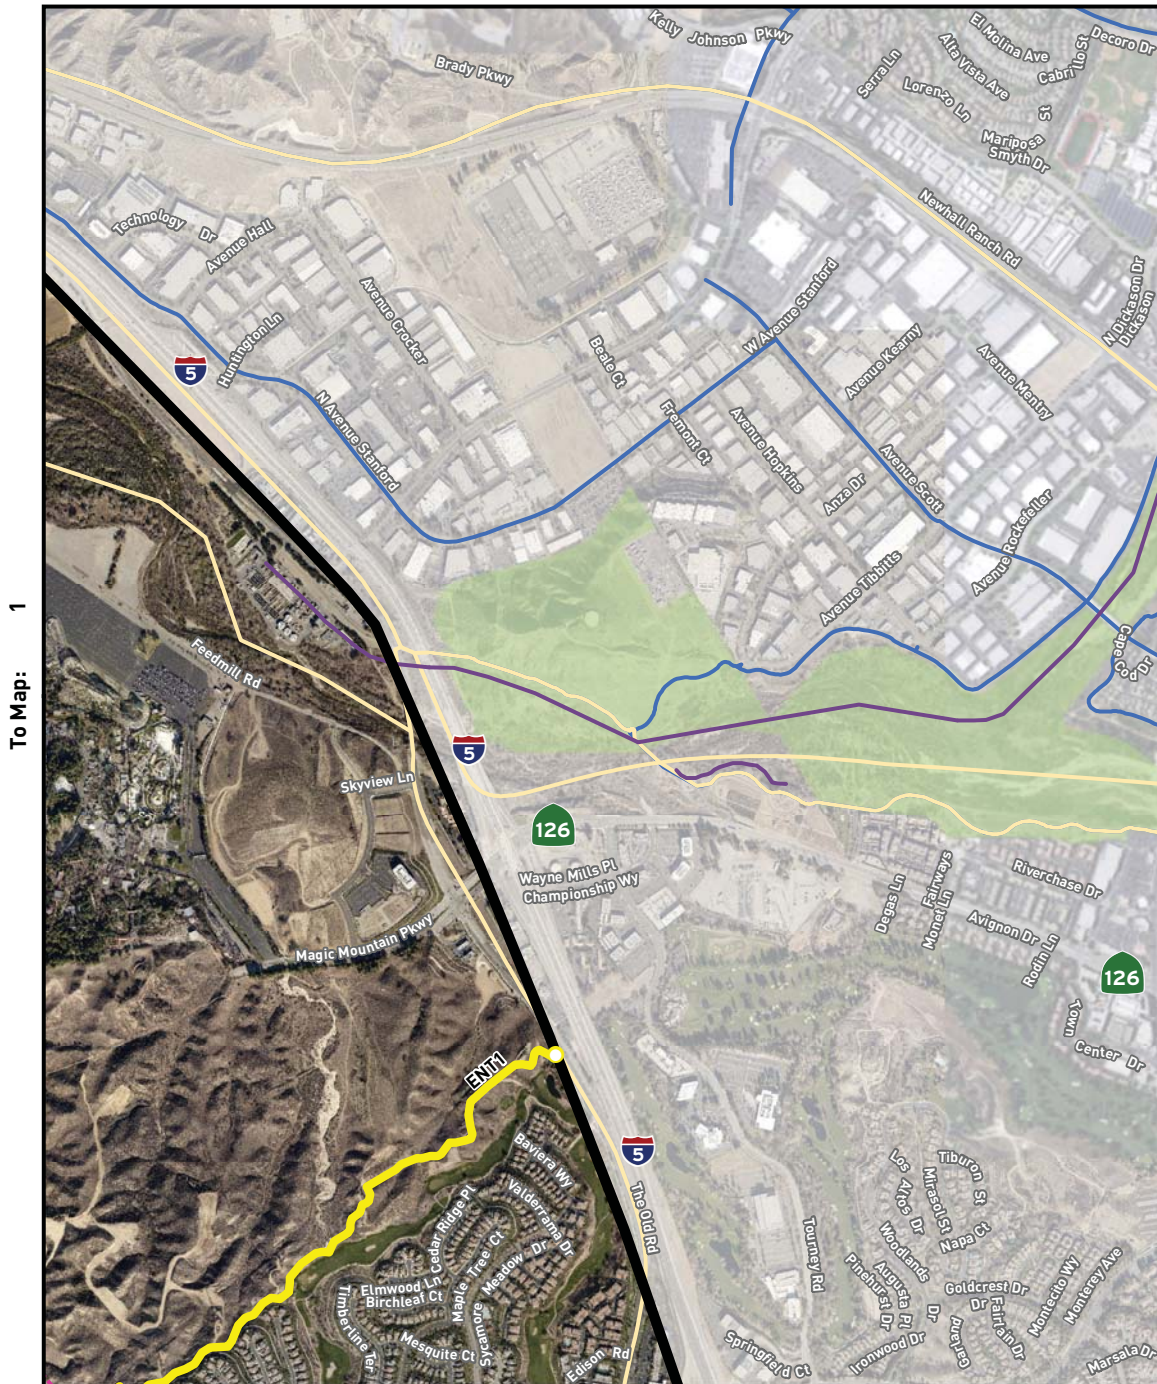 Kelly Johnson Pkwy
El Molina Ave
Decoro Dr
Brady Pkwy
Serra Ln
Alta Vista Ave
Cabrillo St
Lorenzo Ln
St
Mariposa
Smyth Dr
Technology Dr
Avenue Hall
Newhall Ranch Rd
Avenue Crocker
W Avenue Stanford
N Dickason Dr
Dickason
Huntington Ln
5
Beale Ct
Avenue Kearny
Avenue Mentry
N Avenue Stanford
Fremont Ct
Avenue Hopkins
Anza Dr
Avenue Scott
Avenue Rockefeller
Avenue Tibbitts
To Map: 1
Feedmill Rd
Cape Cod Dr
5
Skyview Ln
126
Wayne Mills Pl
Championship Wy
Degas Ln
Fairways
Monet Ln
Riverchase Dr
Avignon Dr
Rodin Ln
Magic Mountain Pkwy
126
Town Center Dr
ENT1
5
Baviera Wy
Valderrama Dr
Cedar Ridge Pl
The Old Rd
Los Altos Dr
Tiburon St
Mirasol St
Napa Ct
Tourney Rd
Woodlands Dr
Elmwood Ln
Birchleaf Ct
Maple Tree Ct
Sycamore Meadow Dr
Timberline Ter
Mesquite Ct
Edison Rd
Pinehurst Dr
Augusta Pl
Goldcrest Dr
Dr
Fairlain Dr
Garland
Montecito Wy
Monterey Ave
Ironwood Dr
Springfield Ct
Marsala Dr